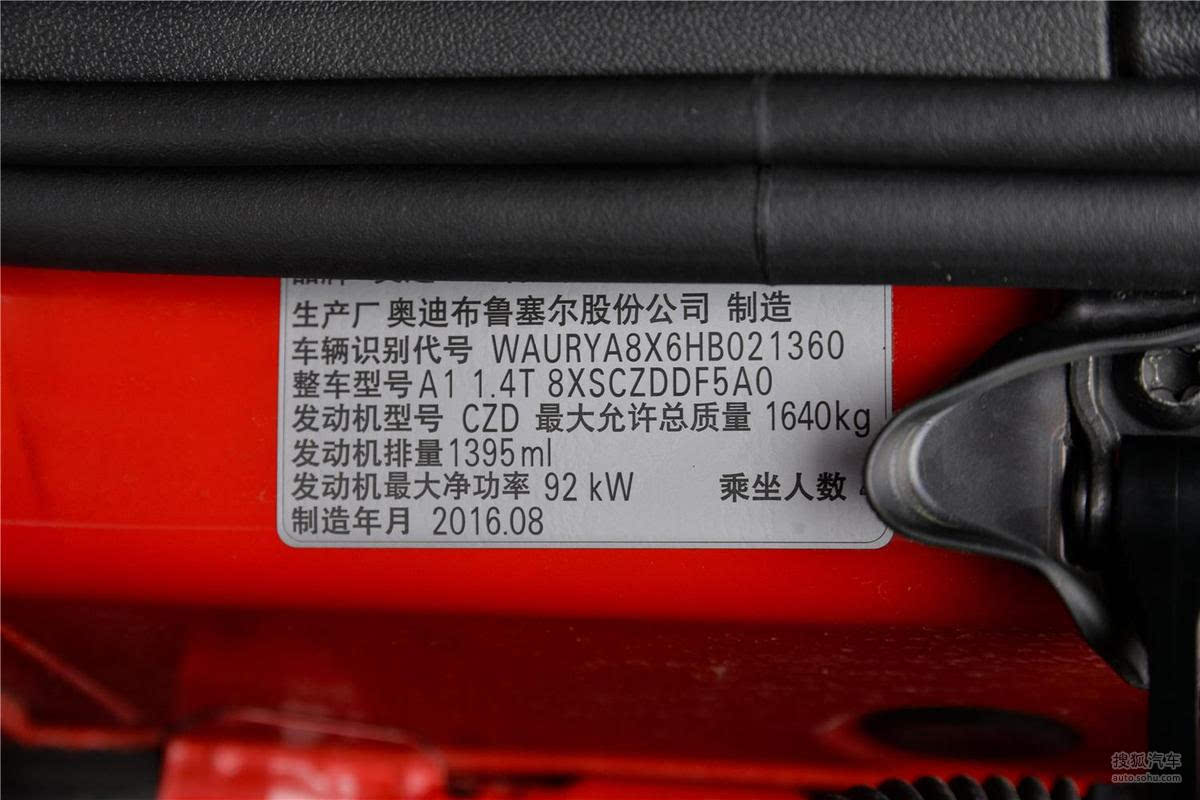 生产厂 奥迪布鲁塞尔股份公司 制造
车辆识别代号 WAURYA8X6HB021360
整车型号 A1 1.4T 8XSCZDDF5A0
发动机型号 CZD 最大允许总质量 1640kg
发动机排量 1395ml
发动机最大净功率 92 kW 乘坐人数
制造年月 2016.08
搜狐汽车
auto.sohu.com